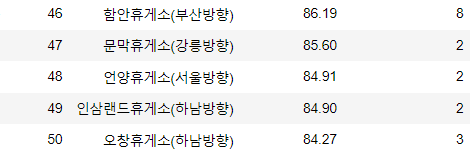 46 함안휴게소(부산방향) 86.19 8
47 문막휴게소(강릉방향) 85.60 2
48 언양휴게소(서울방향) 84.91 2
49 인삼랜드휴게소(하남방향) 84.90 2
50 오창휴게소(하남방향) 84.27 3